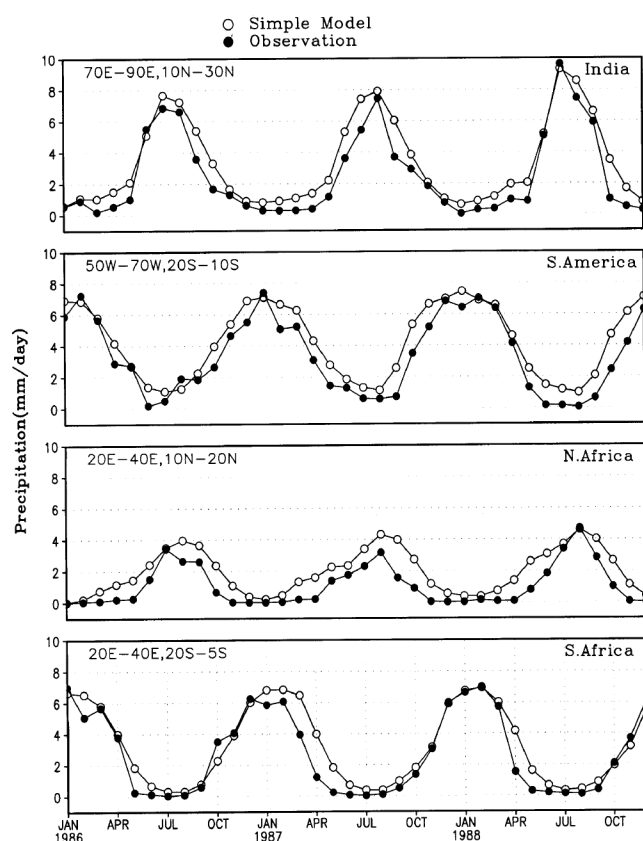 ○ Simple Model
● Observation
Precipitation(mm/day)
70E−90E,10N−30N India
10
8
6
4
2
0
50W−70W,20S−10S S.America
10
8
6
4
2
0
20E−40E,10N−20N N.Africa
10
8
6
4
2
0
20E−40E,20S−5S S.Africa
10
8
6
4
2
0
JAN APR JUL OCT JAN APR JUL OCT JAN APR JUL OCT
1986 1987 1988